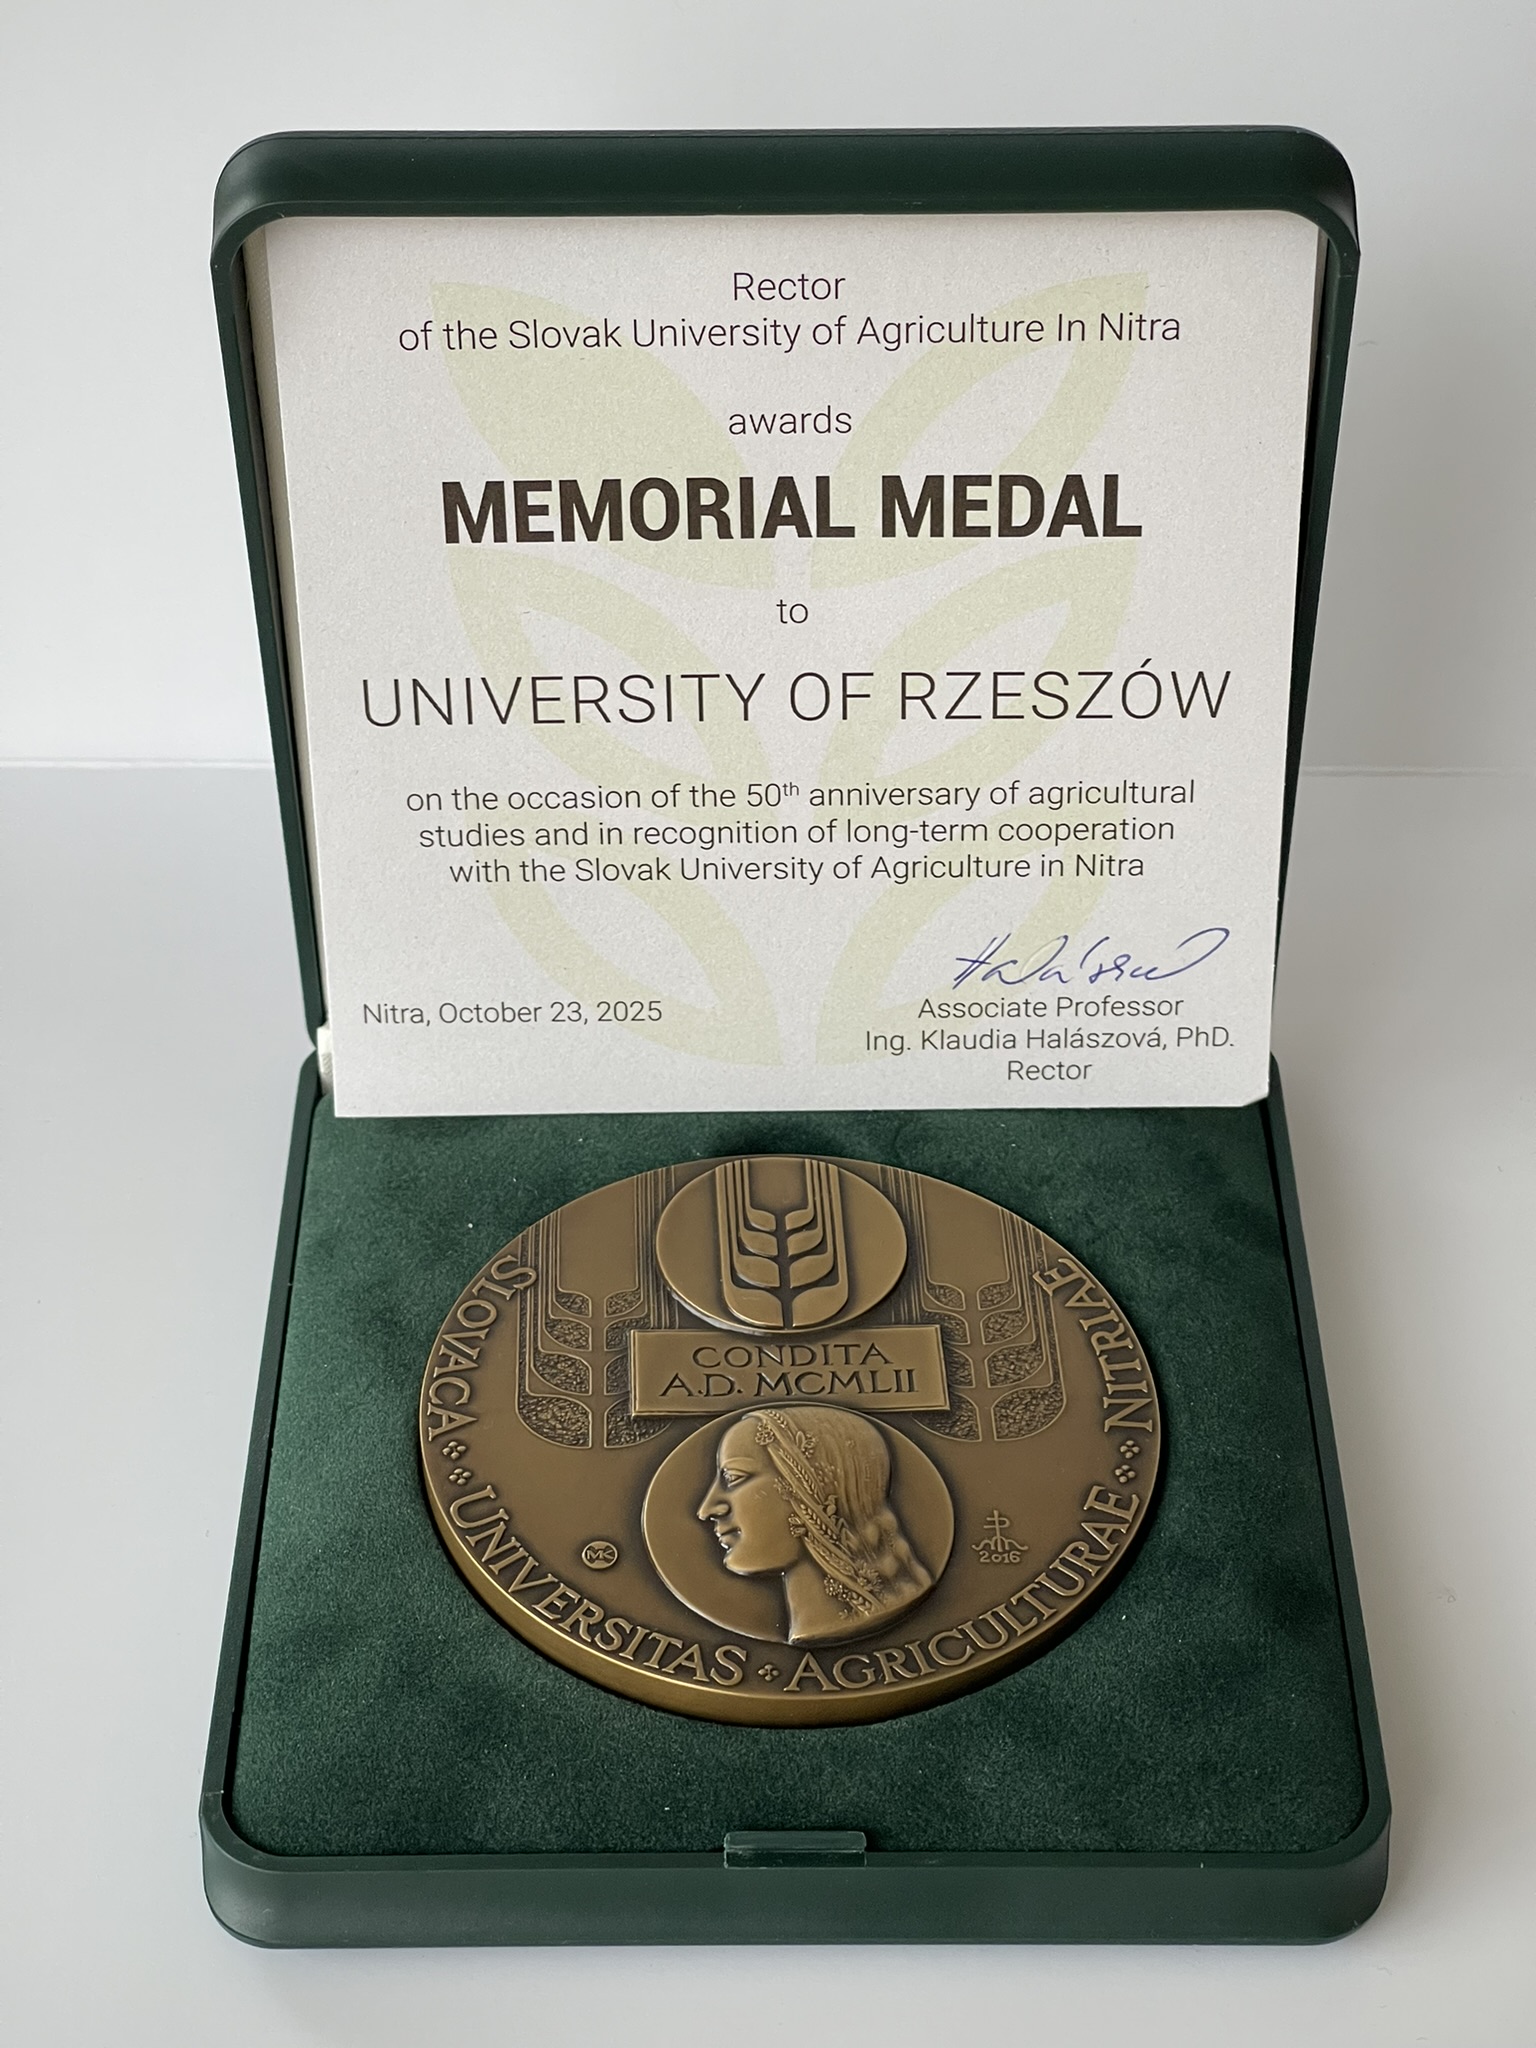 Rector
of the Slovak University of Agriculture In Nitra
awards
MEMORIAL MEDAL
to
UNIVERSITY OF RZESZÓW
on the occasion of the 50th anniversary of agricultural
studies and in recognition of long-term cooperation
with the Slovak University of Agriculture in Nitra
Nitra, October 23, 2025
Associate Professor
Ing. Klaudia Halászová, PhD.
Rector
CONDITA
A.D. MCMLII
SLOVACA UNIVERSITAS AGRICULTURAE NITRIAE
MK
2016